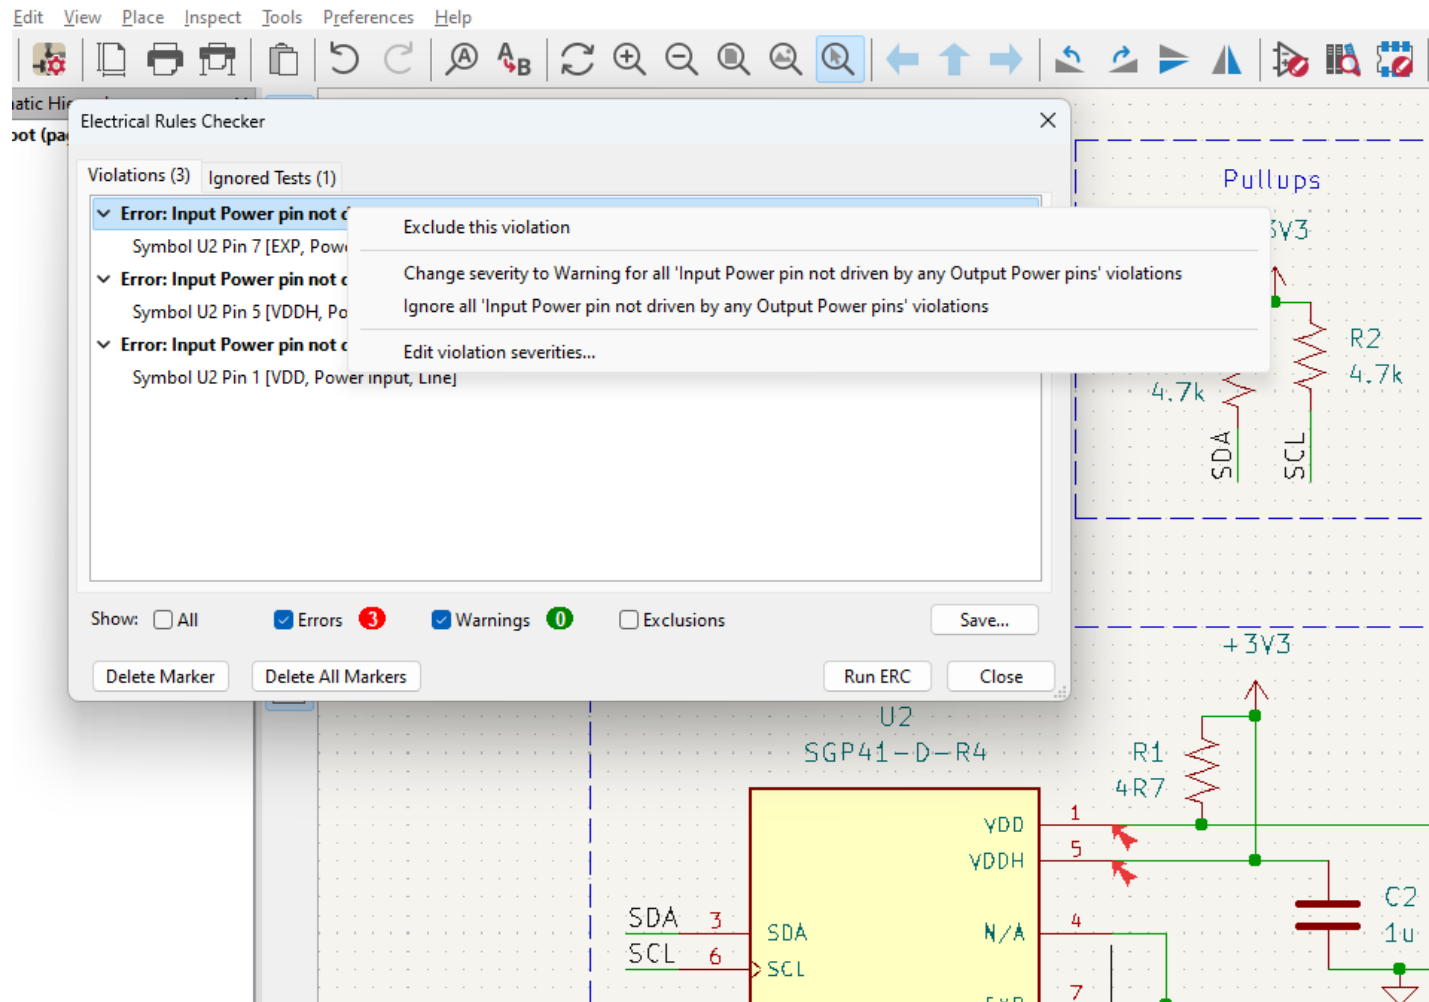 Edit View Place Inspect Tools Preferences Help
Electrical Rules Checker
Violations (3) Ignored Tests (1)
Error: Input Power pin not
Symbol U2 Pin 7 [EXP,
Error: Input Power pin not
Symbol U2 Pin 5 [VDDH,
Error: Input Power pin not
Symbol U2 Pin 1 [VDD, Power Input, Line]
Exclude this violation
Change severity to Warning for all 'Input Power pin not driven by any Output Power pins' violations
Ignore all 'Input Power pin not driven by any Output Power pins' violations
Edit violation severities...
Show: All Errors 3 Warnings 0 Exclusions Save...
Delete Marker Delete All Markers Run ERC Close
Pullups
R2
4.7k
4.7k
SDA
SCL
+3V3
U2
SGP41-D-R4
R1
4R7
VDD 1
VDDH 5
C2
1u
SDA 3 SDA
N/A 4
SCL 6 SCL
7